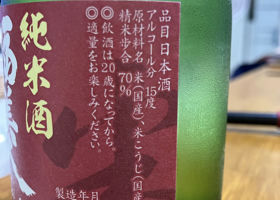 品目日本酒
アルコール分 15度
原材料名 米(国産)、米こうじ(国産
精米歩合 70%
◎飲酒は20歳になってから。
◎適量をお楽しみください。
製造年月
純米酒